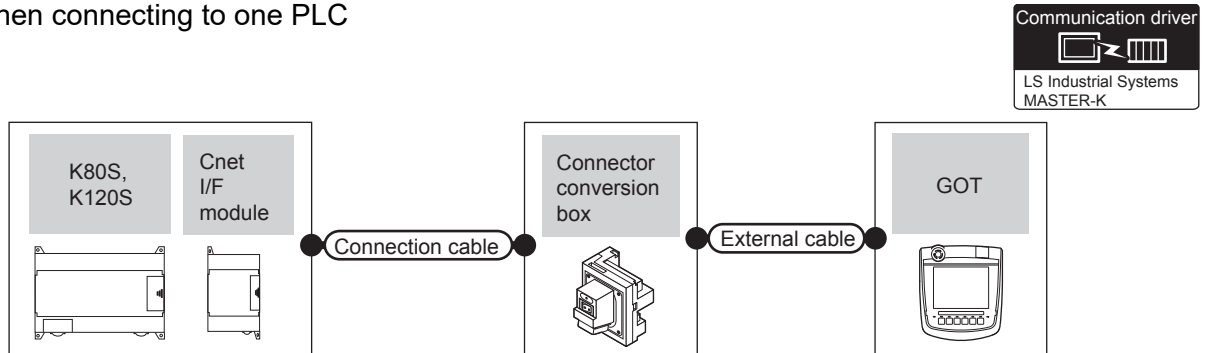 hen connecting to one PLC
Communication driver
LS Industrial Systems
MASTER-K
K80S,
K120S
Cnet
I/F
module
Connection cable
Connector
conversion
box
External cable
GOT